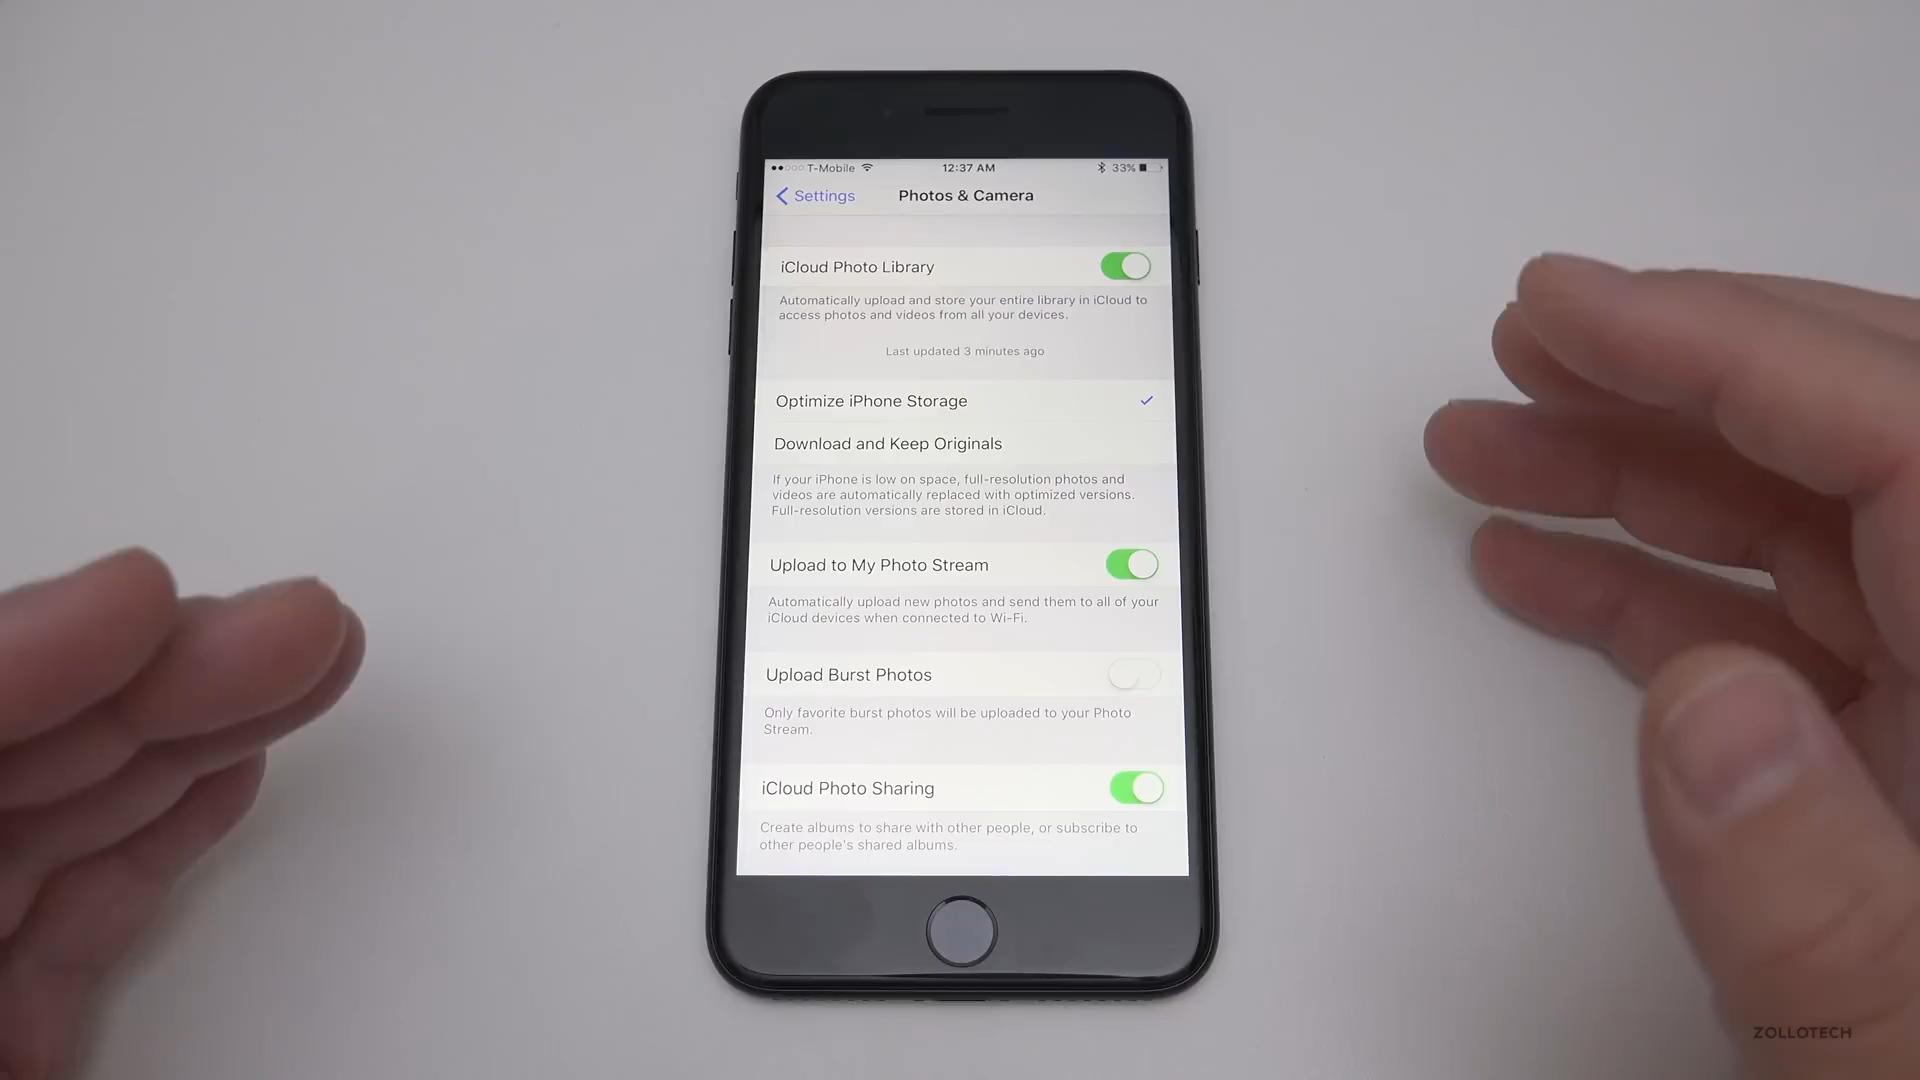 T-Mobile 12:37 AM 33%
Settings Photos & Camera
iCloud Photo Library
Automatically upload and store your entire library in iCloud to
access photos and videos from all your devices.
Last updated 3 minutes ago
Optimize iPhone Storage
Download and Keep Originals
If your iPhone is low on space, full-resolution photos and
videos are automatically replaced with optimized versions.
Full-resolution versions are stored in iCloud.
Upload to My Photo Stream
Automatically upload new photos and send them to all of your
iCloud devices when connected to Wi-Fi.
Upload Burst Photos
Only favorite burst photos will be uploaded to your Photo
Stream.
iCloud Photo Sharing
Create albums to share with other people, or subscribe to
other people's shared albums.
ZOLLOTECH